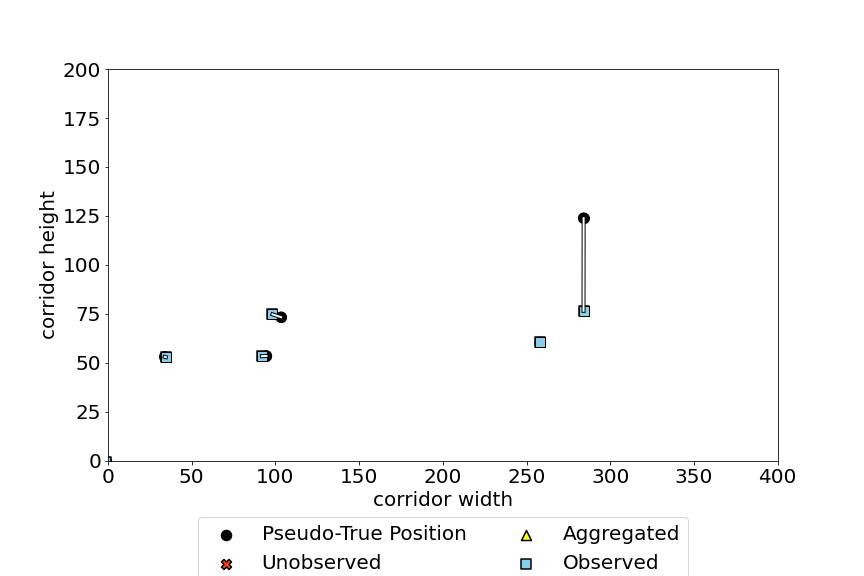 200
175
150
125
100
75
50
25
0
corridor height
0 50 100 150 200 250 300 350 400
corridor width
Pseudo-True Position Aggregated
Unobserved Observed